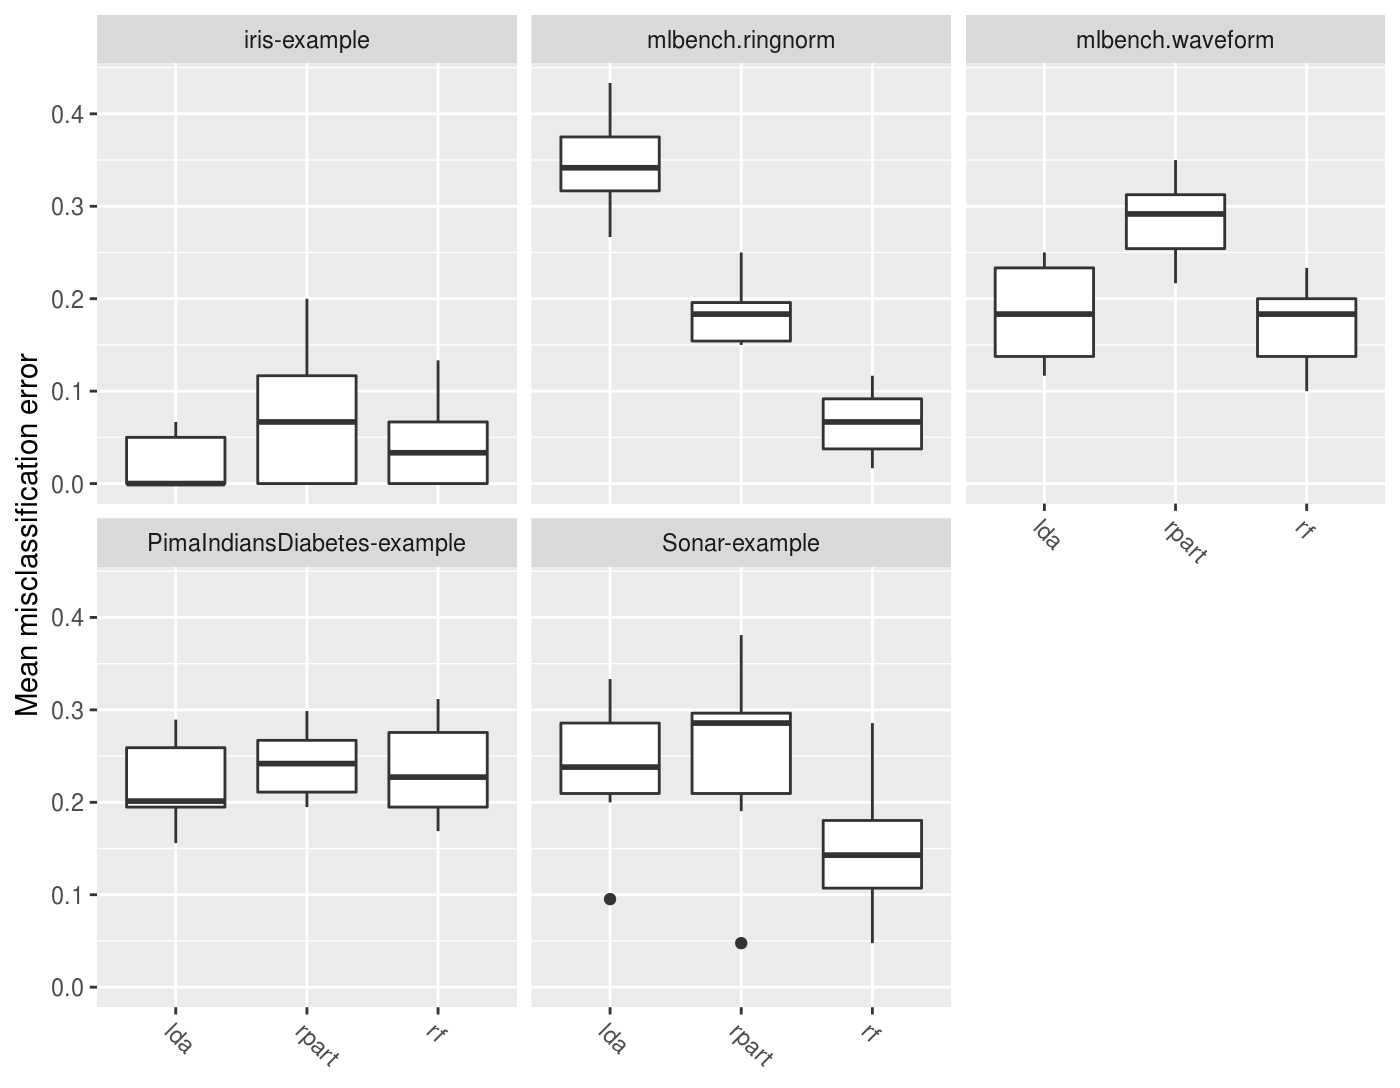 Mean misclassification error
iris-example
mlbench.ringnorm
mlbench.waveform
0.4
0.3
0.2
0.1
0.0
lda
rpart
rf
PimaIndiansDiabetes-example
Sonar-example
0.4
0.3
0.2
0.1
0.0
lda
rpart
rf
lda
rpart
rf